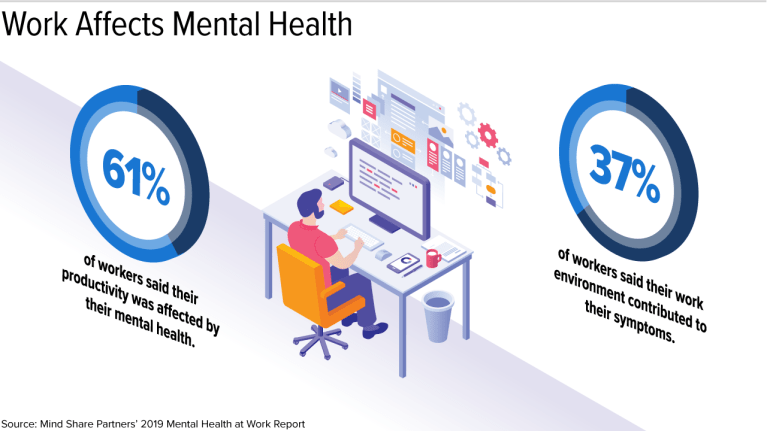 Work Affects Mental Health
61%
of workers said their
productivity was affected by
their mental health.
37%
of workers said their work
environment contributed to
their symptoms.
Source: Mind Share Partners’ 2019 Mental Health at Work Report